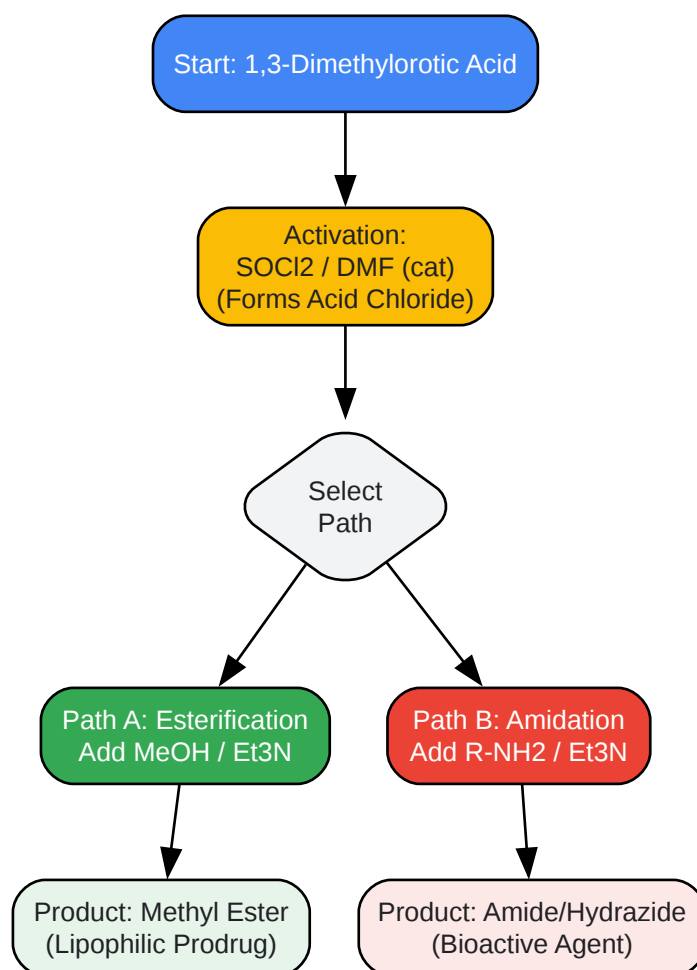 Start: 1,3-Dimethylorotic Acid
Activation:
SOCl2 / DMF (cat)
(Forms Acid Chloride)
Select
Path
Path A: Esterification
Add MeOH / Et3N
Path B: Amidation
Add R-NH2 / Et3N
Product: Methyl Ester
(Lipophilic Prodrug)
Product: Amide/Hydrazide
(Bioactive Agent)